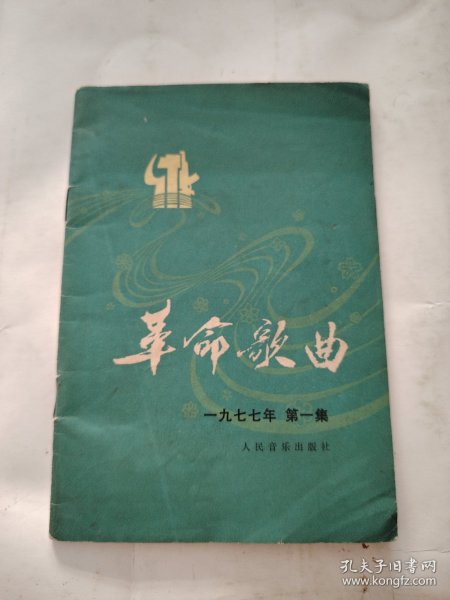 革命歌曲
一九七七年 第一集
人民音乐出版社
孔夫子旧书网
www.kongfz.com